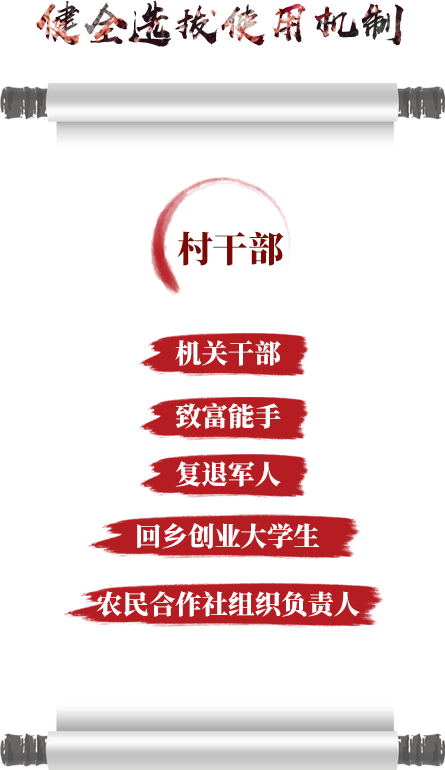 健全选拔使用机制
村干部
机关干部
致富能手
复退军人
回乡创业大学生
农民合作社组织负责人